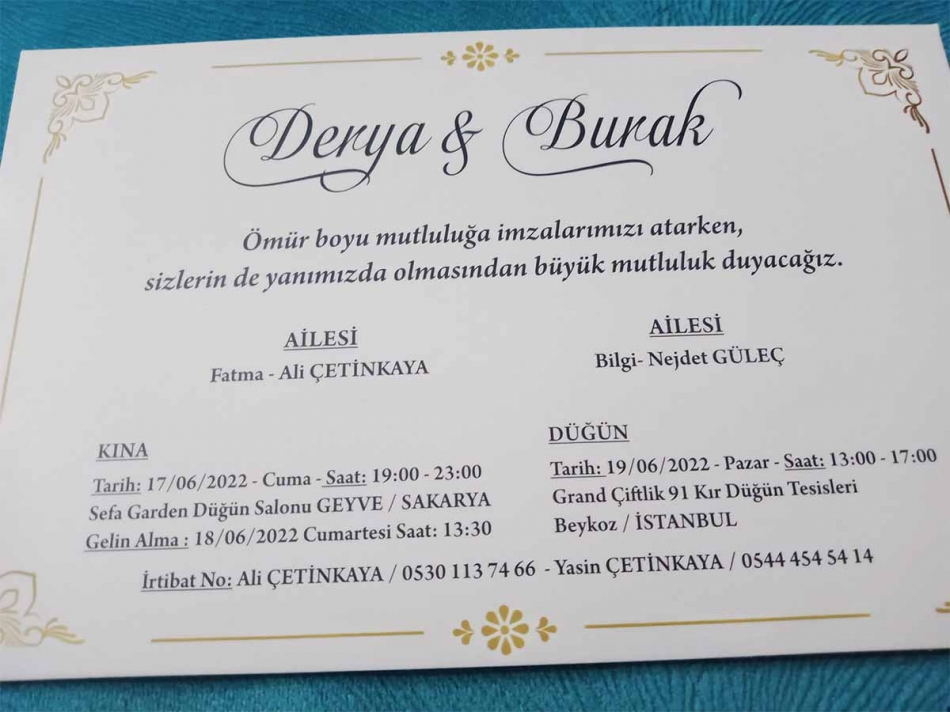 Derya & Burak
Ömür boyu mutluluğa imzalarımızı atarken,
sizlerin de yanımızda olmasından büyük mutluluk duyacağız.
AİLESİ
Fatma - Ali ÇETİNKAYA
AİLESİ
Bilgi- Nejdet GÜLEÇ
KINA
Tarih: 17/06/2022 - Cuma - Saat: 19:00 - 23:00
Sefa Garden Düğün Salonu GEYVE / SAKARYA
Gelin Alma : 18/06/2022 Cumartesi Saat: 13:30
DÜĞÜN
Tarih: 19/06/2022 - Pazar - Saat: 13:00 - 17:00
Grand Çiftlik 91 Kır Düğün Tesisleri
Beykoz / İSTANBUL
İrtibat No: Ali ÇETİNKAYA / 0530 113 74 66 - Yasin ÇETİNKAYA / 0544 454 54 14